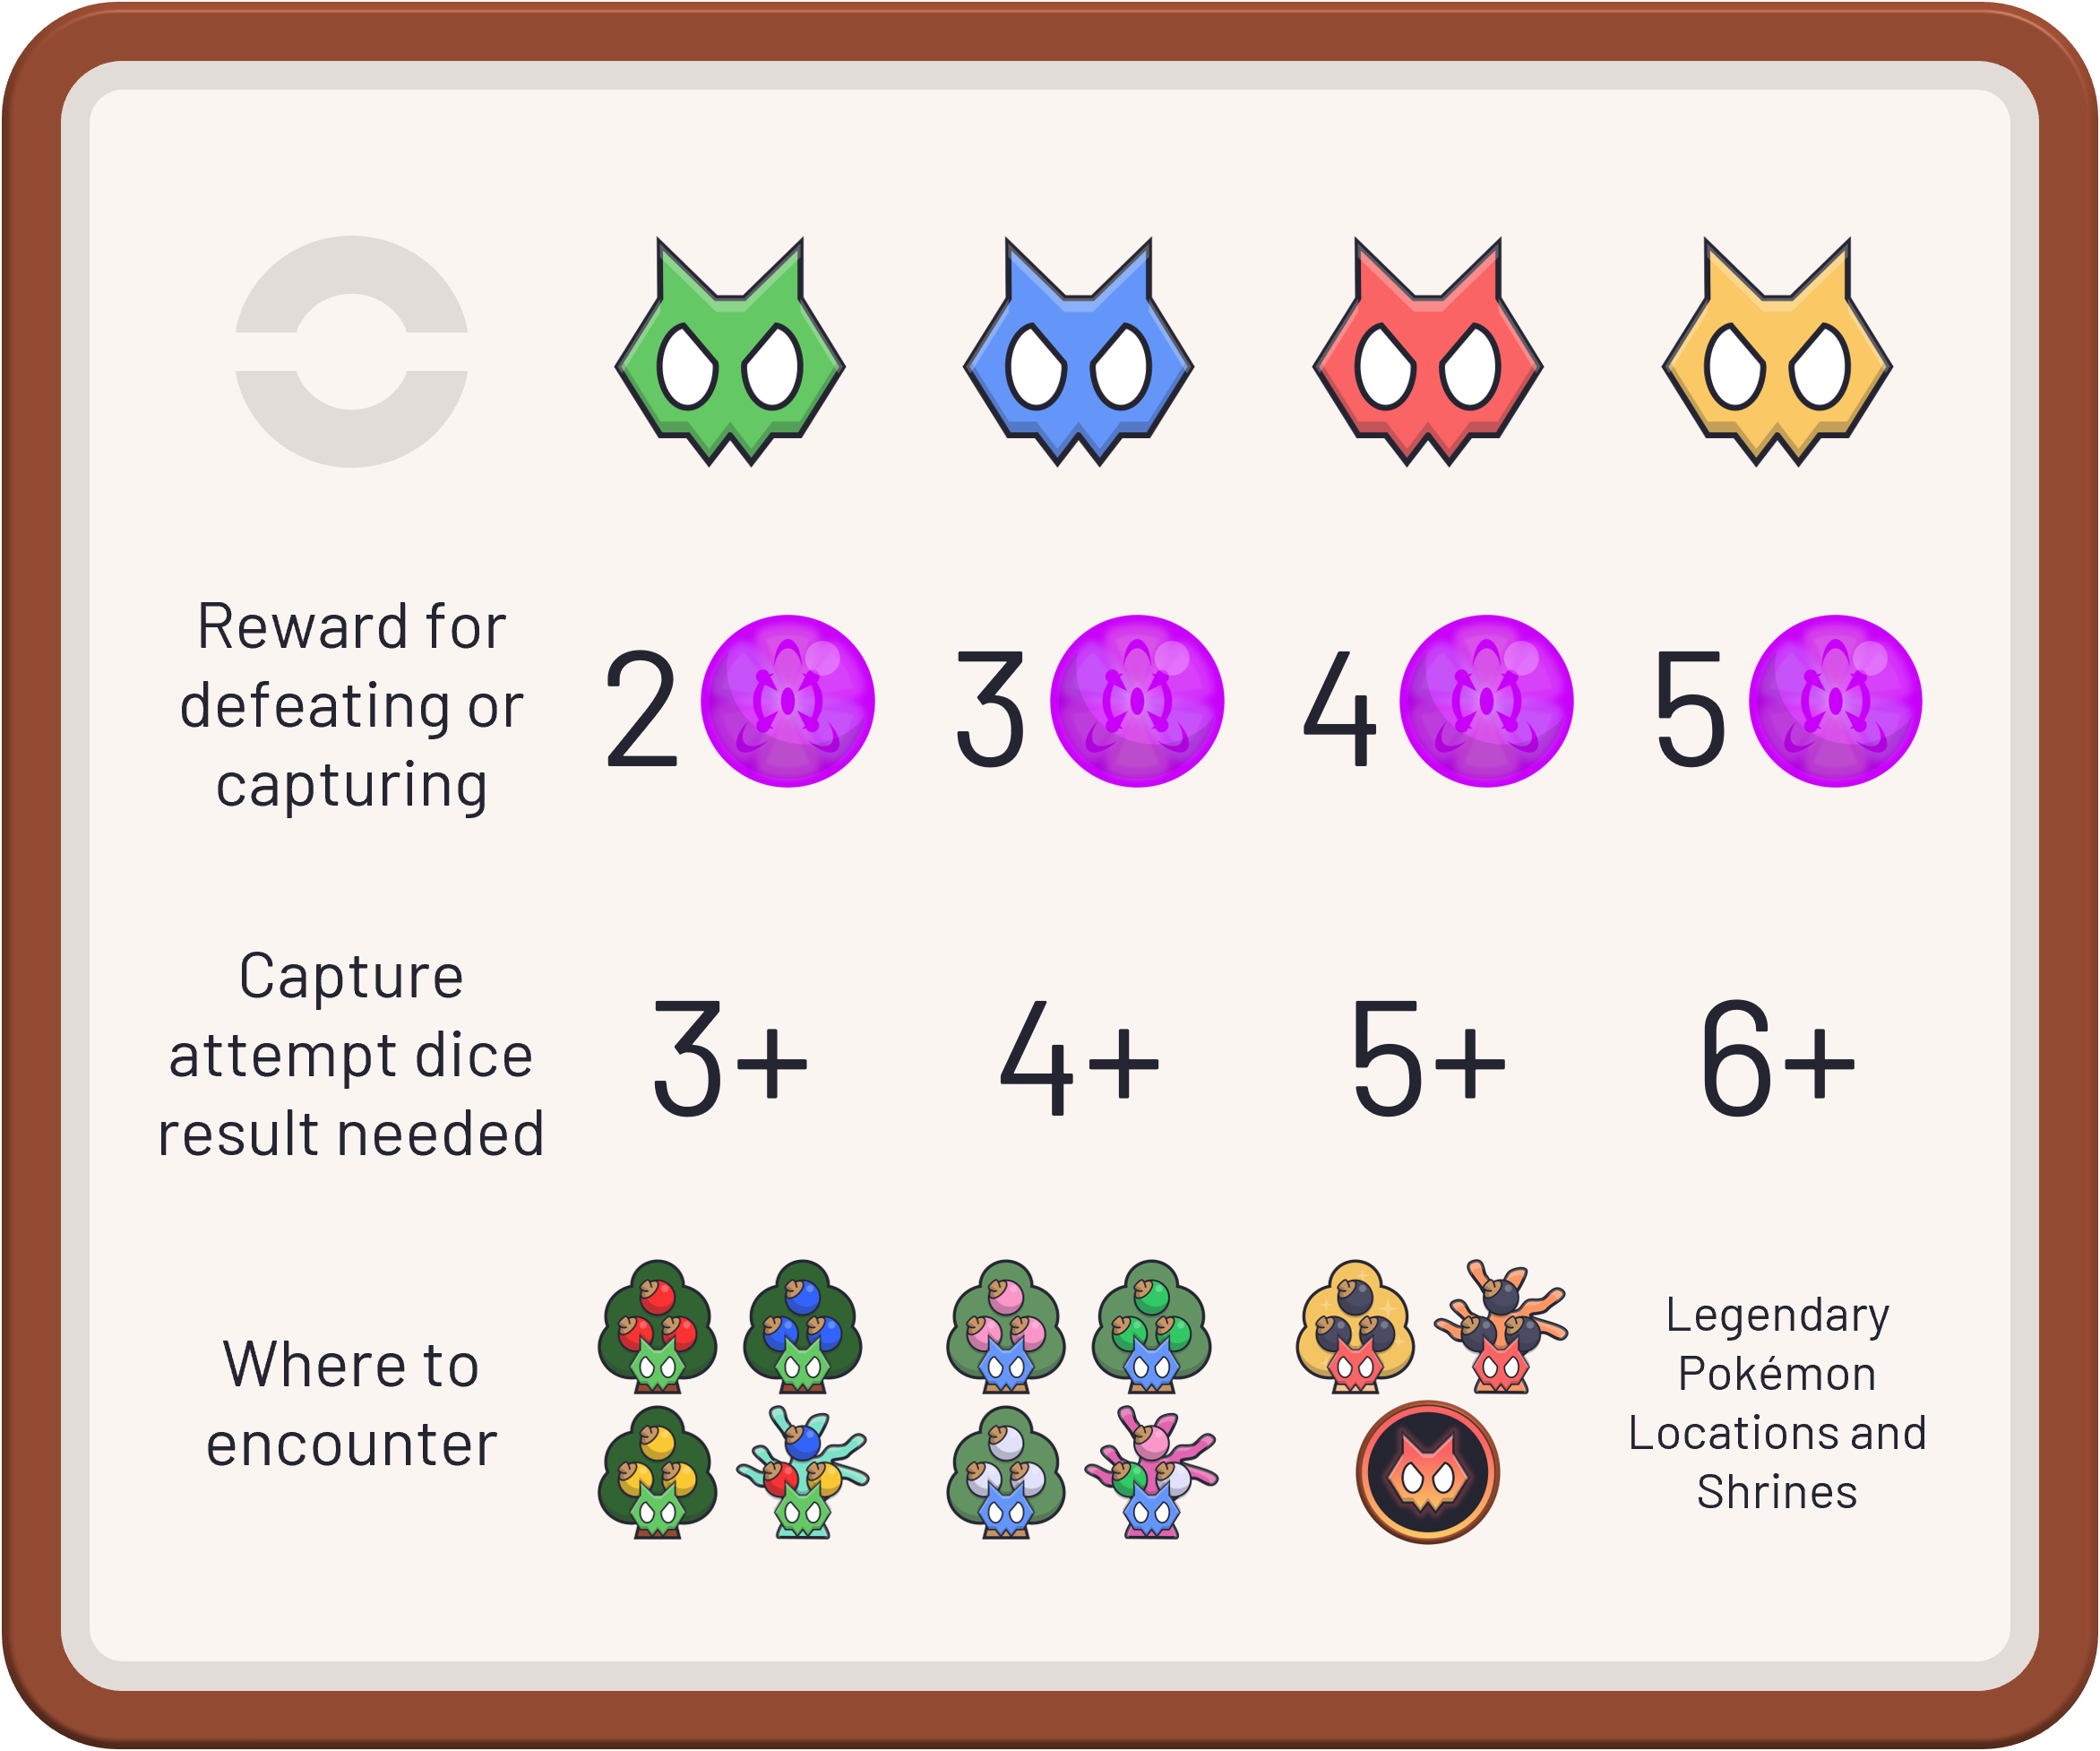 Reward for
defeating or
capturing
2
3
4
5
Capture
attempt dice
result needed
3+
4+
5+
6+
Where to
encounter
Legendary
Pokémon
Locations and
Shrines